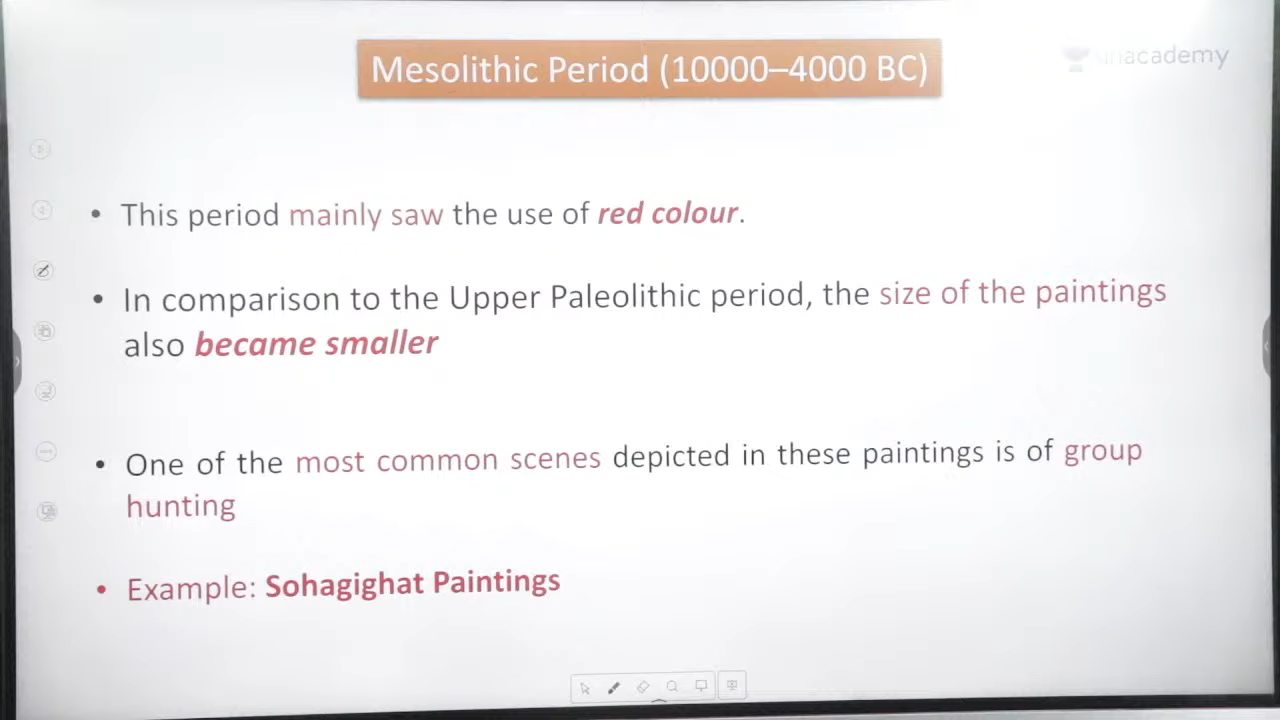 Mesolithic Period (10000–4000 BC)
unacademy
• This period mainly saw the use of red colour.
• In comparison to the Upper Paleolithic period, the size of the paintings
also became smaller
• One of the most common scenes depicted in these paintings is of group
hunting
• Example: Sohagighat Paintings